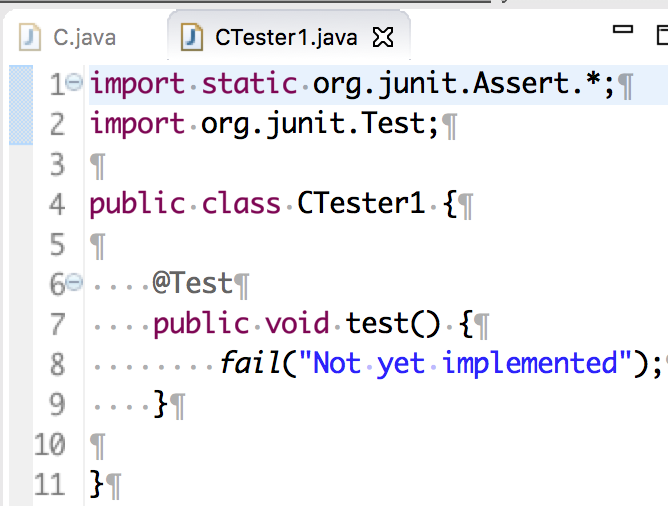 C.java CTester1.java
1 import static org.junit.Assert.*;¶
2 import org.junit.Test;¶
3 ¶
4 public class CTester1 {¶
5 ¶
6 ····@Test¶
7 ····public void test() {¶
8 ········fail("Not yet implemented");
9 ····}¶
10 ¶
11 }¶